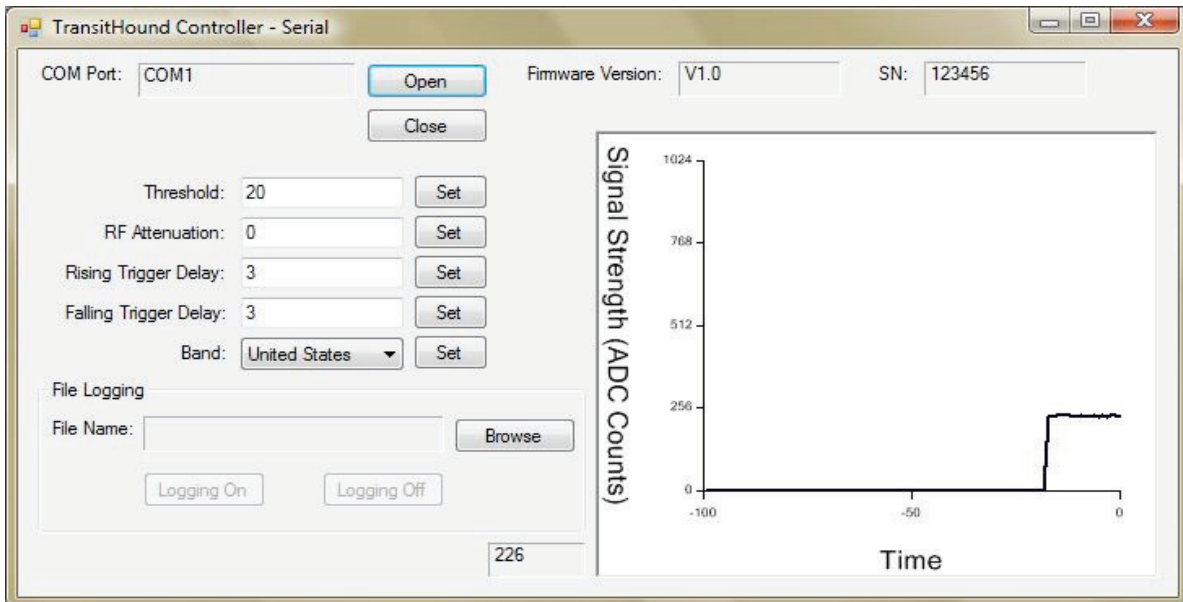 TransitHound Controller - Serial
COM Port: COM1 Open Firmware Version: V1.0 SN: 123456
Close
Threshold: 20 Set
RF Attenuation: 0 Set
Rising Trigger Delay: 3 Set
Falling Trigger Delay: 3 Set
Band: United States Set
File Logging
File Name: Browse
Logging On Logging Off
226
Signal Strength (ADC Counts)
1024
768
512
256
0
-100 -50 0
Time